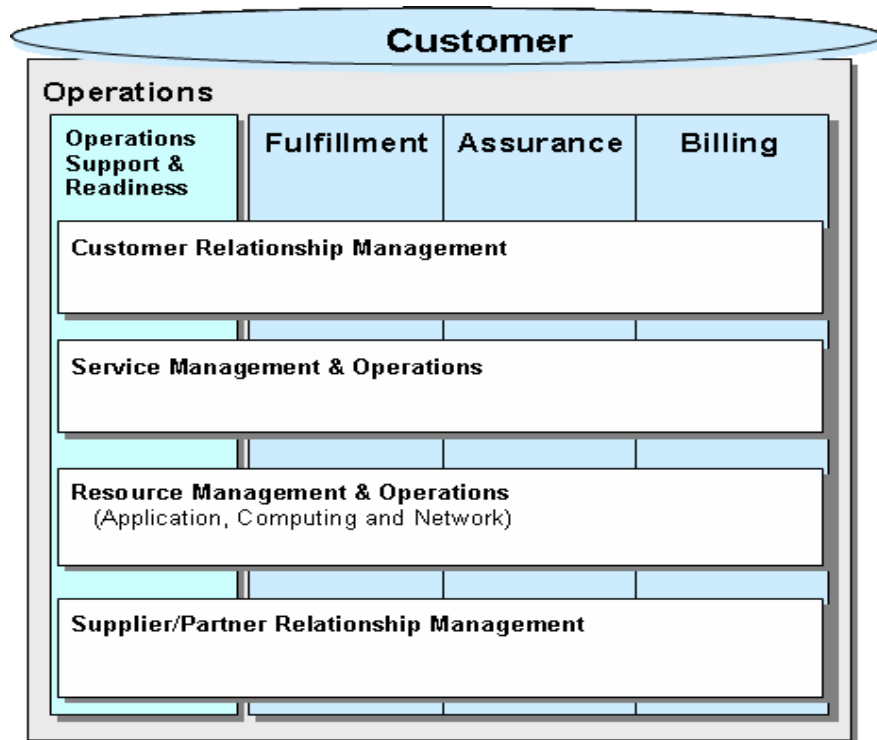 Customer
Operations
Operations
Support &
Readiness
Fulfillment
Assurance
Billing
Customer Relationship Management
Service Management & Operations
Resource Management & Operations
(Application, Computing and Network)
Supplier/Partner Relationship Management